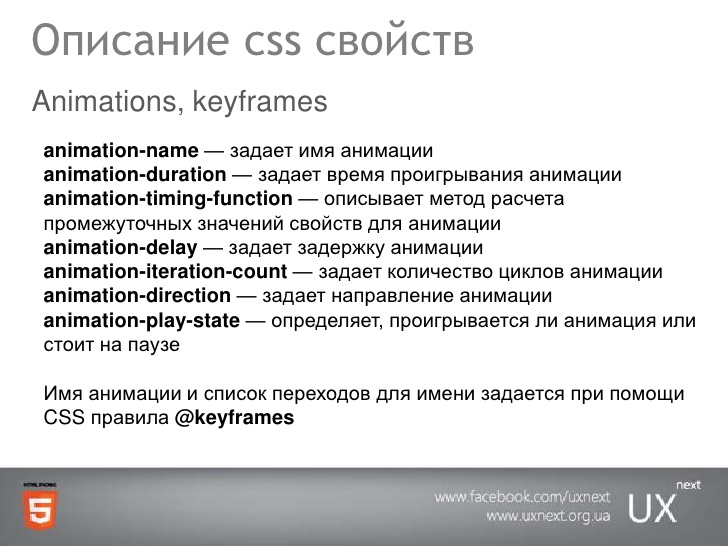 Описание css свойств
Animations, keyframes
animation-name — задает имя анимации
animation-duration — задает время проигрывания анимации
animation-timing-function — описывает метод расчета
промежуточных значений свойств для анимации
animation-delay — задает задержку анимации
animation-iteration-count — задает количество циклов анимации
animation-direction — задает направление анимации
animation-play-state — определяет, проигрывается ли анимация или
стоит на паузе
Имя анимации и список переходов для имени задается при помощи
CSS правила @keyframes
5
www.facebook.com/uxnext
www.uxnext.org.ua
UX next